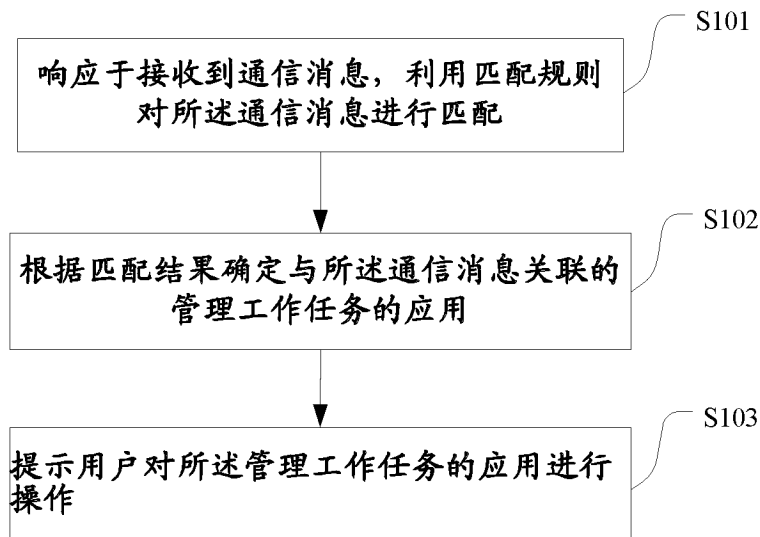 S101
响应于接收到通信消息，利用匹配规则
对所述通信消息进行匹配
S102
根据匹配结果确定与所述通信消息关联的
管理工作任务的应用
S103
提示用户对所述管理工作任务的应用进行
操作